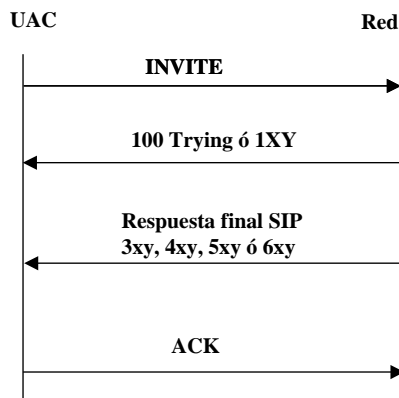 UAC
Red
INVITE
100 Trying ó 1XY
Respuesta final SIP
3xy, 4xy, 5xy ó 6xy
ACK